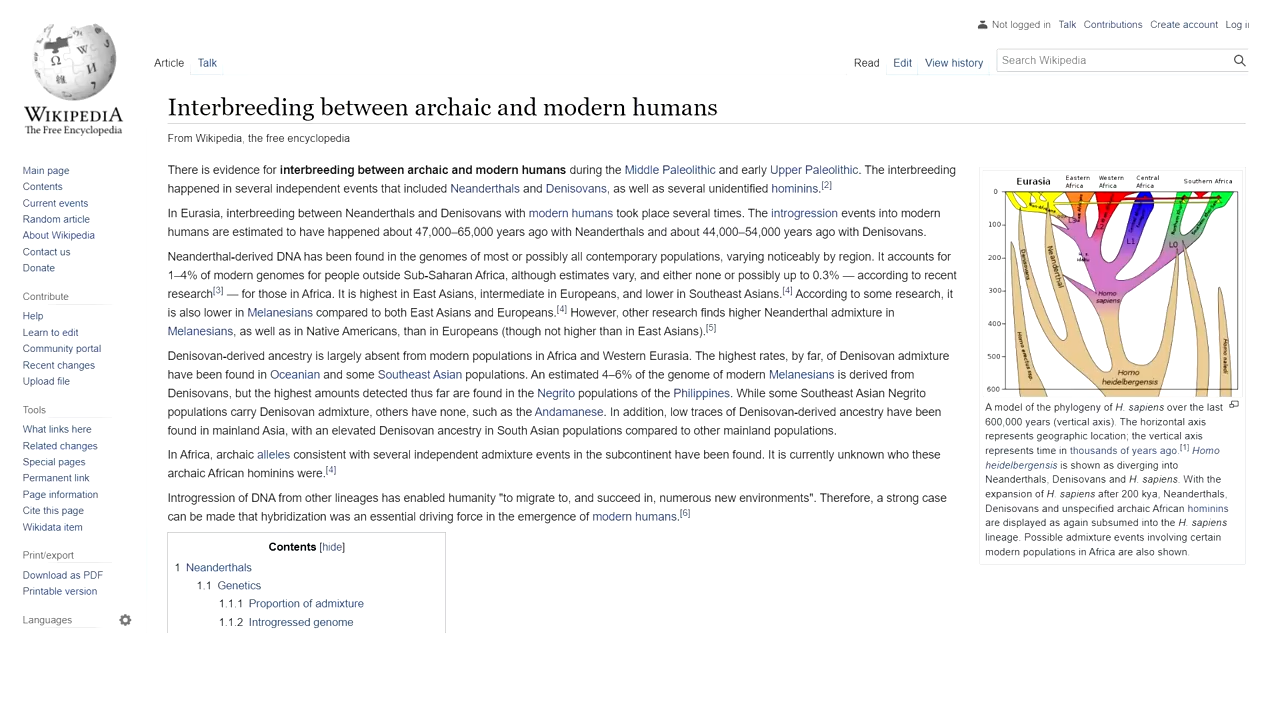 Not logged in Talk Contributions Create account Log
WIKIPEDIA
The Free Encyclopedia
Article Talk
Read Edit View history Search Wikipedia
Interbreeding between archaic and modern humans
From Wikipedia, the free encyclopedia
Main page
Contents
Current events
Random article
About Wikipedia
Contact us
Donate
Contribute
Help
Learn to edit
Community portal
Recent changes
Upload file
Tools
What links here
Related changes
Special pages
Permanent link
Page information
Cite this page
Wikidata item
Print/export
Download as PDF
Printable version
Languages
There is evidence for interbreeding between archaic and modern humans during the Middle Paleolithic and early Upper Paleolithic. The interbreeding
happened in several independent events that included Neanderthals and Denisovans, as well as several unidentified hominins.[2]
In Eurasia, interbreeding between Neanderthals and Denisovans with modern humans took place several times. The introgression events into modern
humans are estimated to have happened about 47,000–65,000 years ago with Neanderthals and about 44,000–54,000 years ago with Denisovans.
Neanderthal-derived DNA has been found in the genomes of most or possibly all contemporary populations, varying noticeably by region. It accounts for
1–4% of modern genomes for people outside Sub-Saharan Africa, although estimates vary, and either none or possibly up to 0.3% — according to recent
research[3] — for those in Africa. It is highest in East Asians, intermediate in Europeans, and lower in Southeast Asians.[4] According to some research, it
is also lower in Melanesians compared to both East Asians and Europeans.[4] However, other research finds higher Neanderthal admixture in
Melanesians, as well as in Native Americans, than in Europeans (though not higher than in East Asians).[5]
Denisovan-derived ancestry is largely absent from modern populations in Africa and Western Eurasia. The highest rates, by far, of Denisovan admixture
have been found in Oceanian and some Southeast Asian populations. An estimated 4–6% of the genome of modern Melanesians is derived from
Denisovans, but the highest amounts detected thus far are found in the Negrito populations of the Philippines. While some Southeast Asian Negrito
populations carry Denisovan admixture, others have none, such as the Andamanese. In addition, low traces of Denisovan-derived ancestry have been
found in mainland Asia, with an elevated Denisovan ancestry in South Asian populations compared to other mainland populations.
In Africa, archaic alleles consistent with several independent admixture events in the subcontinent have been found. It is currently unknown who these
archaic African hominins were.[4]
Introgression of DNA from other lineages has enabled humanity "to migrate to, and succeed in, numerous new environments". Therefore, a strong case
can be made that hybridization was an essential driving force in the emergence of modern humans.[6]
Contents [hide]
1 Neanderthals
1.1 Genetics
1.1.1 Proportion of admixture
1.1.2 Introgressed genome
Eurasia
Eastern Africa
Western Africa
Central Africa
Southern Africa
0
100
200
300
400
500
600
Denisovans
Neanderthal
L1
L0
Homo
sapiens
Homo erectus ssp.
Homo
heidelbergensis
Homo naledi
A model of the phylogeny of H. sapiens over the last
600,000 years (vertical axis). The horizontal axis
represents geographic location; the vertical axis
represents time in thousands of years ago.[1] Homo
heidelbergensis is shown as diverging into
Neanderthals, Denisovans and H. sapiens. With the
expansion of H. sapiens after 200 kya, Neanderthals,
Denisovans and unspecified archaic African hominins
are displayed as again subsumed into the H. sapiens
lineage. Possible admixture events involving certain
modern populations in Africa are also shown.